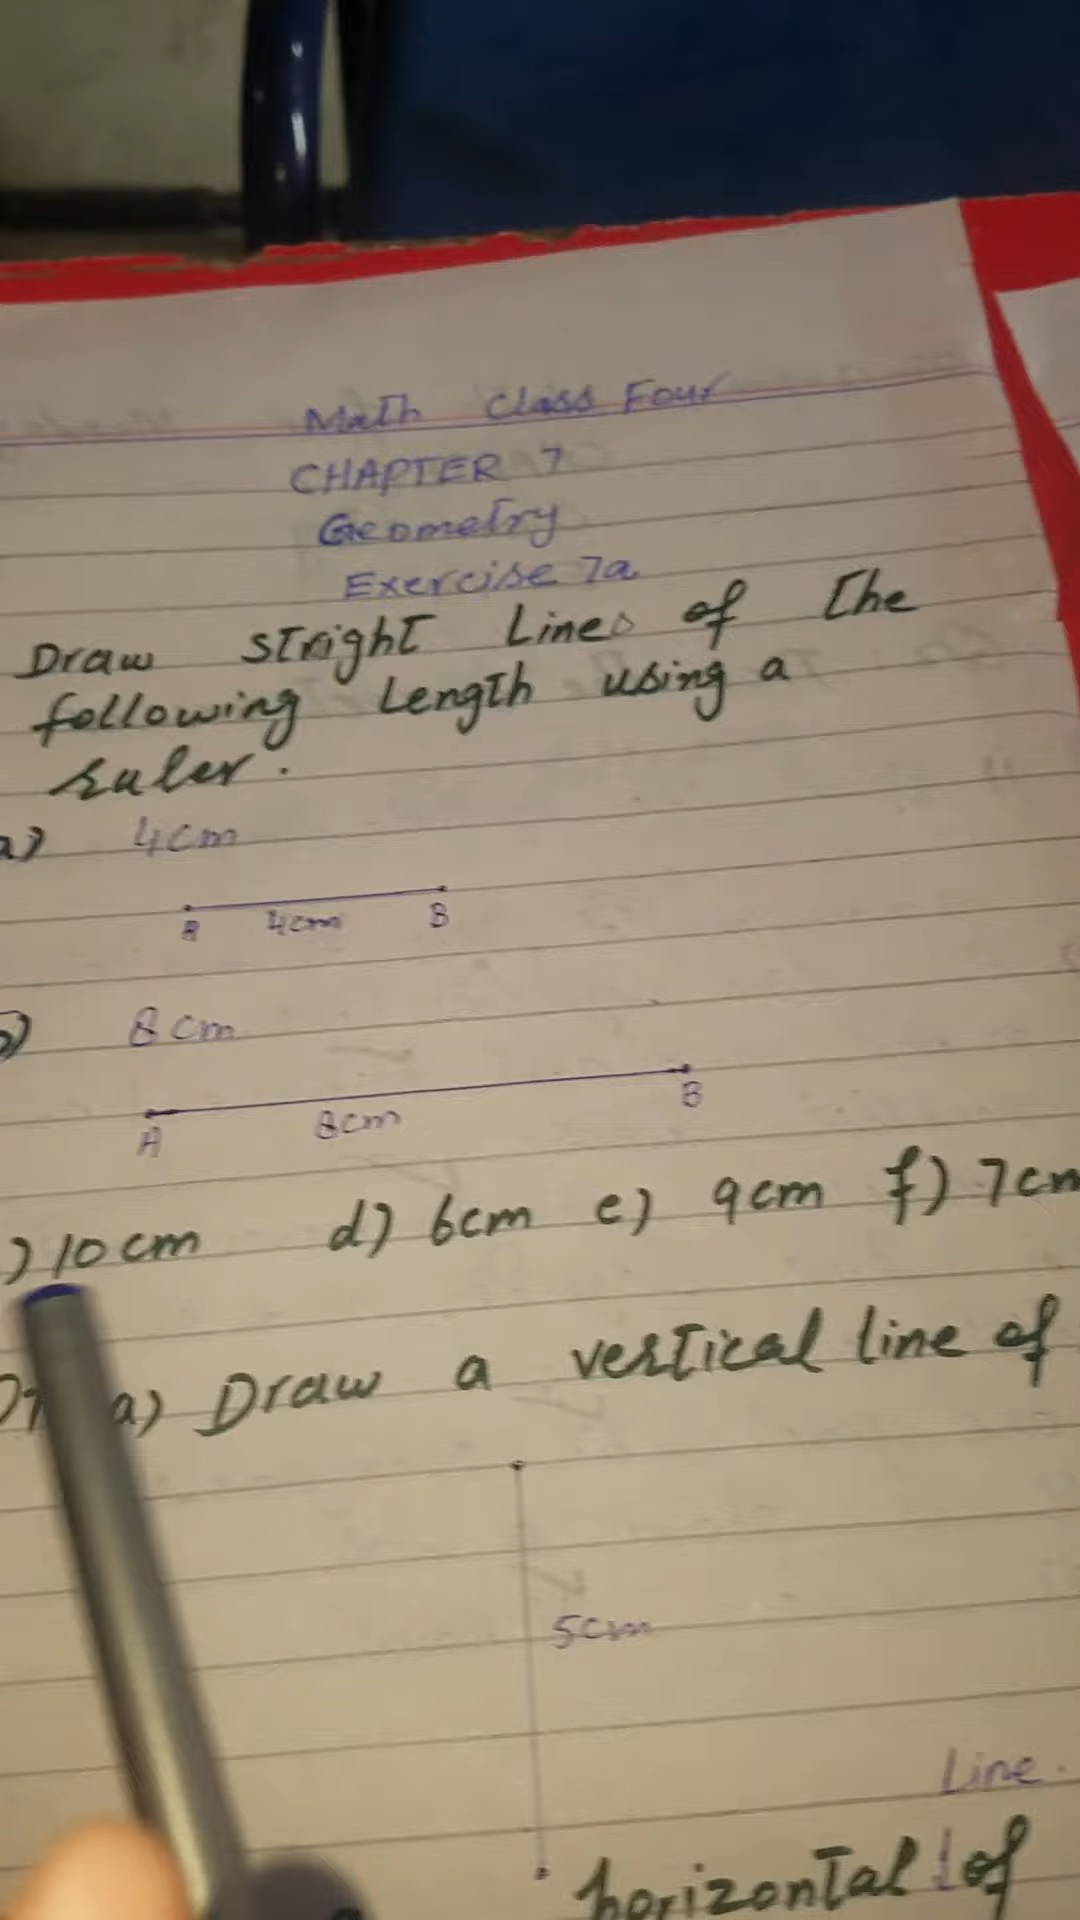 Math Class Four
CHAPTER 7
Geometry
Exercise 7a
Draw stright Lines of the
following Length using a
ruler.
a) 4cm
A 4cm B
b) 8cm
A 8cm B
) 10cm d) 6cm e) 9cm f) 7cm
a) Draw a vertical line of
5cm
Line.
horizontal of